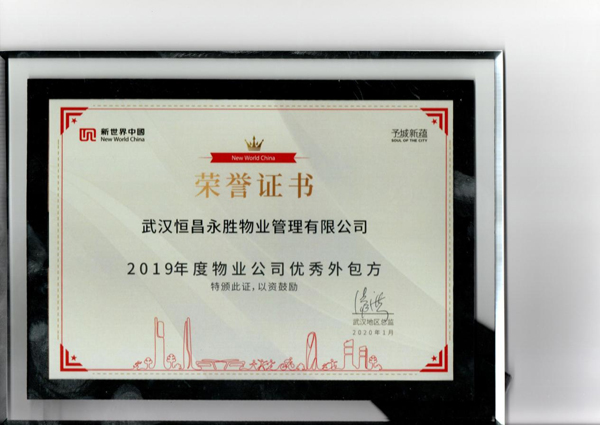 新世界中國
New World China
予城新蕴
SOUL OF THE CITY
New World China
荣誉证书
武汉恒昌永胜物业管理有限公司
2019年度物业公司优秀外包方
特颁此证，以资鼓励
武汉地区总监
2020年1月